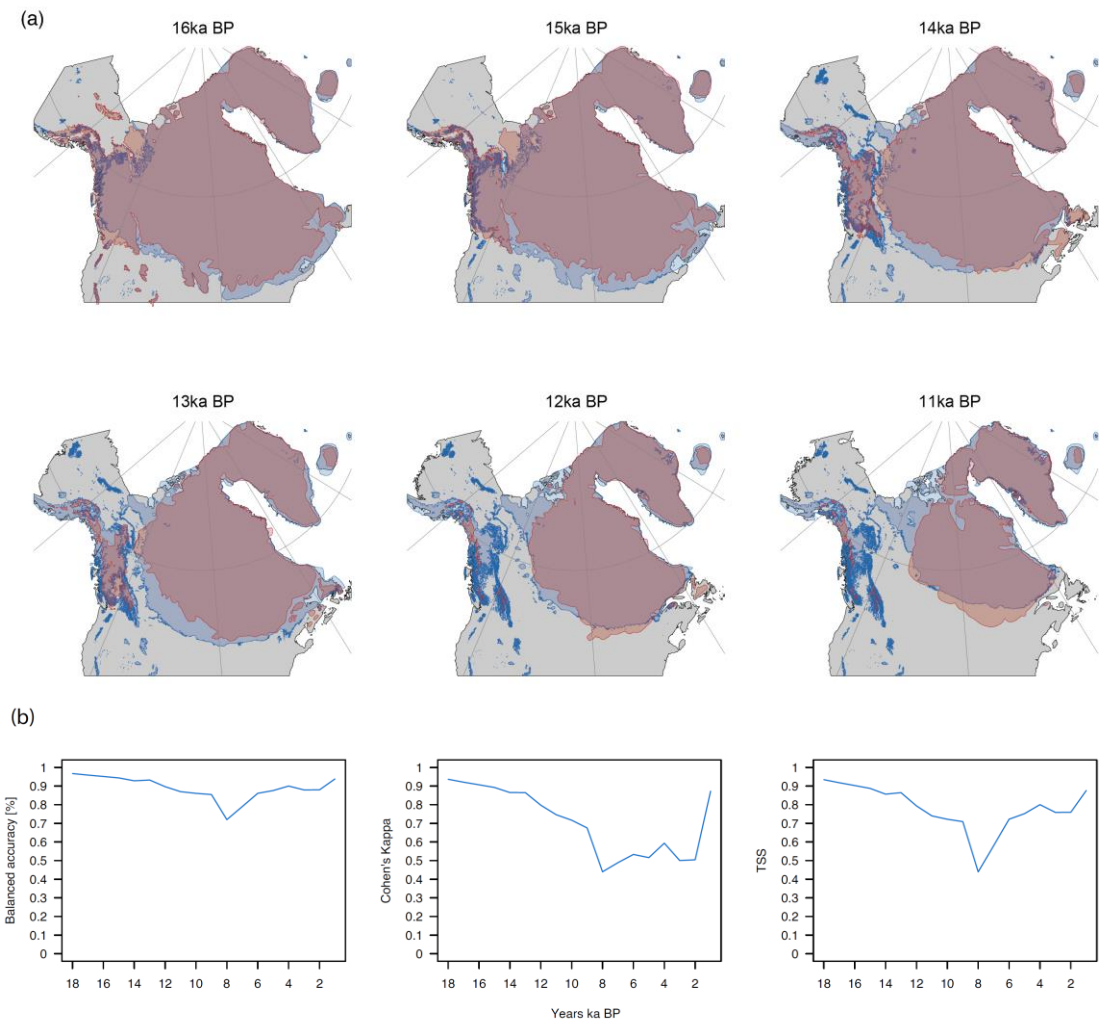 (a)
16ka BP
15ka BP
14ka BP
13ka BP
12ka BP
11ka BP
(b)
Balanced accuracy [%]
1
0.9
0.8
0.7
0.6
0.5
0.4
0.3
0.2
0.1
0
18 16 14 12 10 8 6 4 2
Cohen's Kappa
1
0.9
0.8
0.7
0.6
0.5
0.4
0.3
0.2
0.1
0
18 16 14 12 10 8 6 4 2
TSS
1
0.9
0.8
0.7
0.6
0.5
0.4
0.3
0.2
0.1
0
18 16 14 12 10 8 6 4 2
Years ka BP